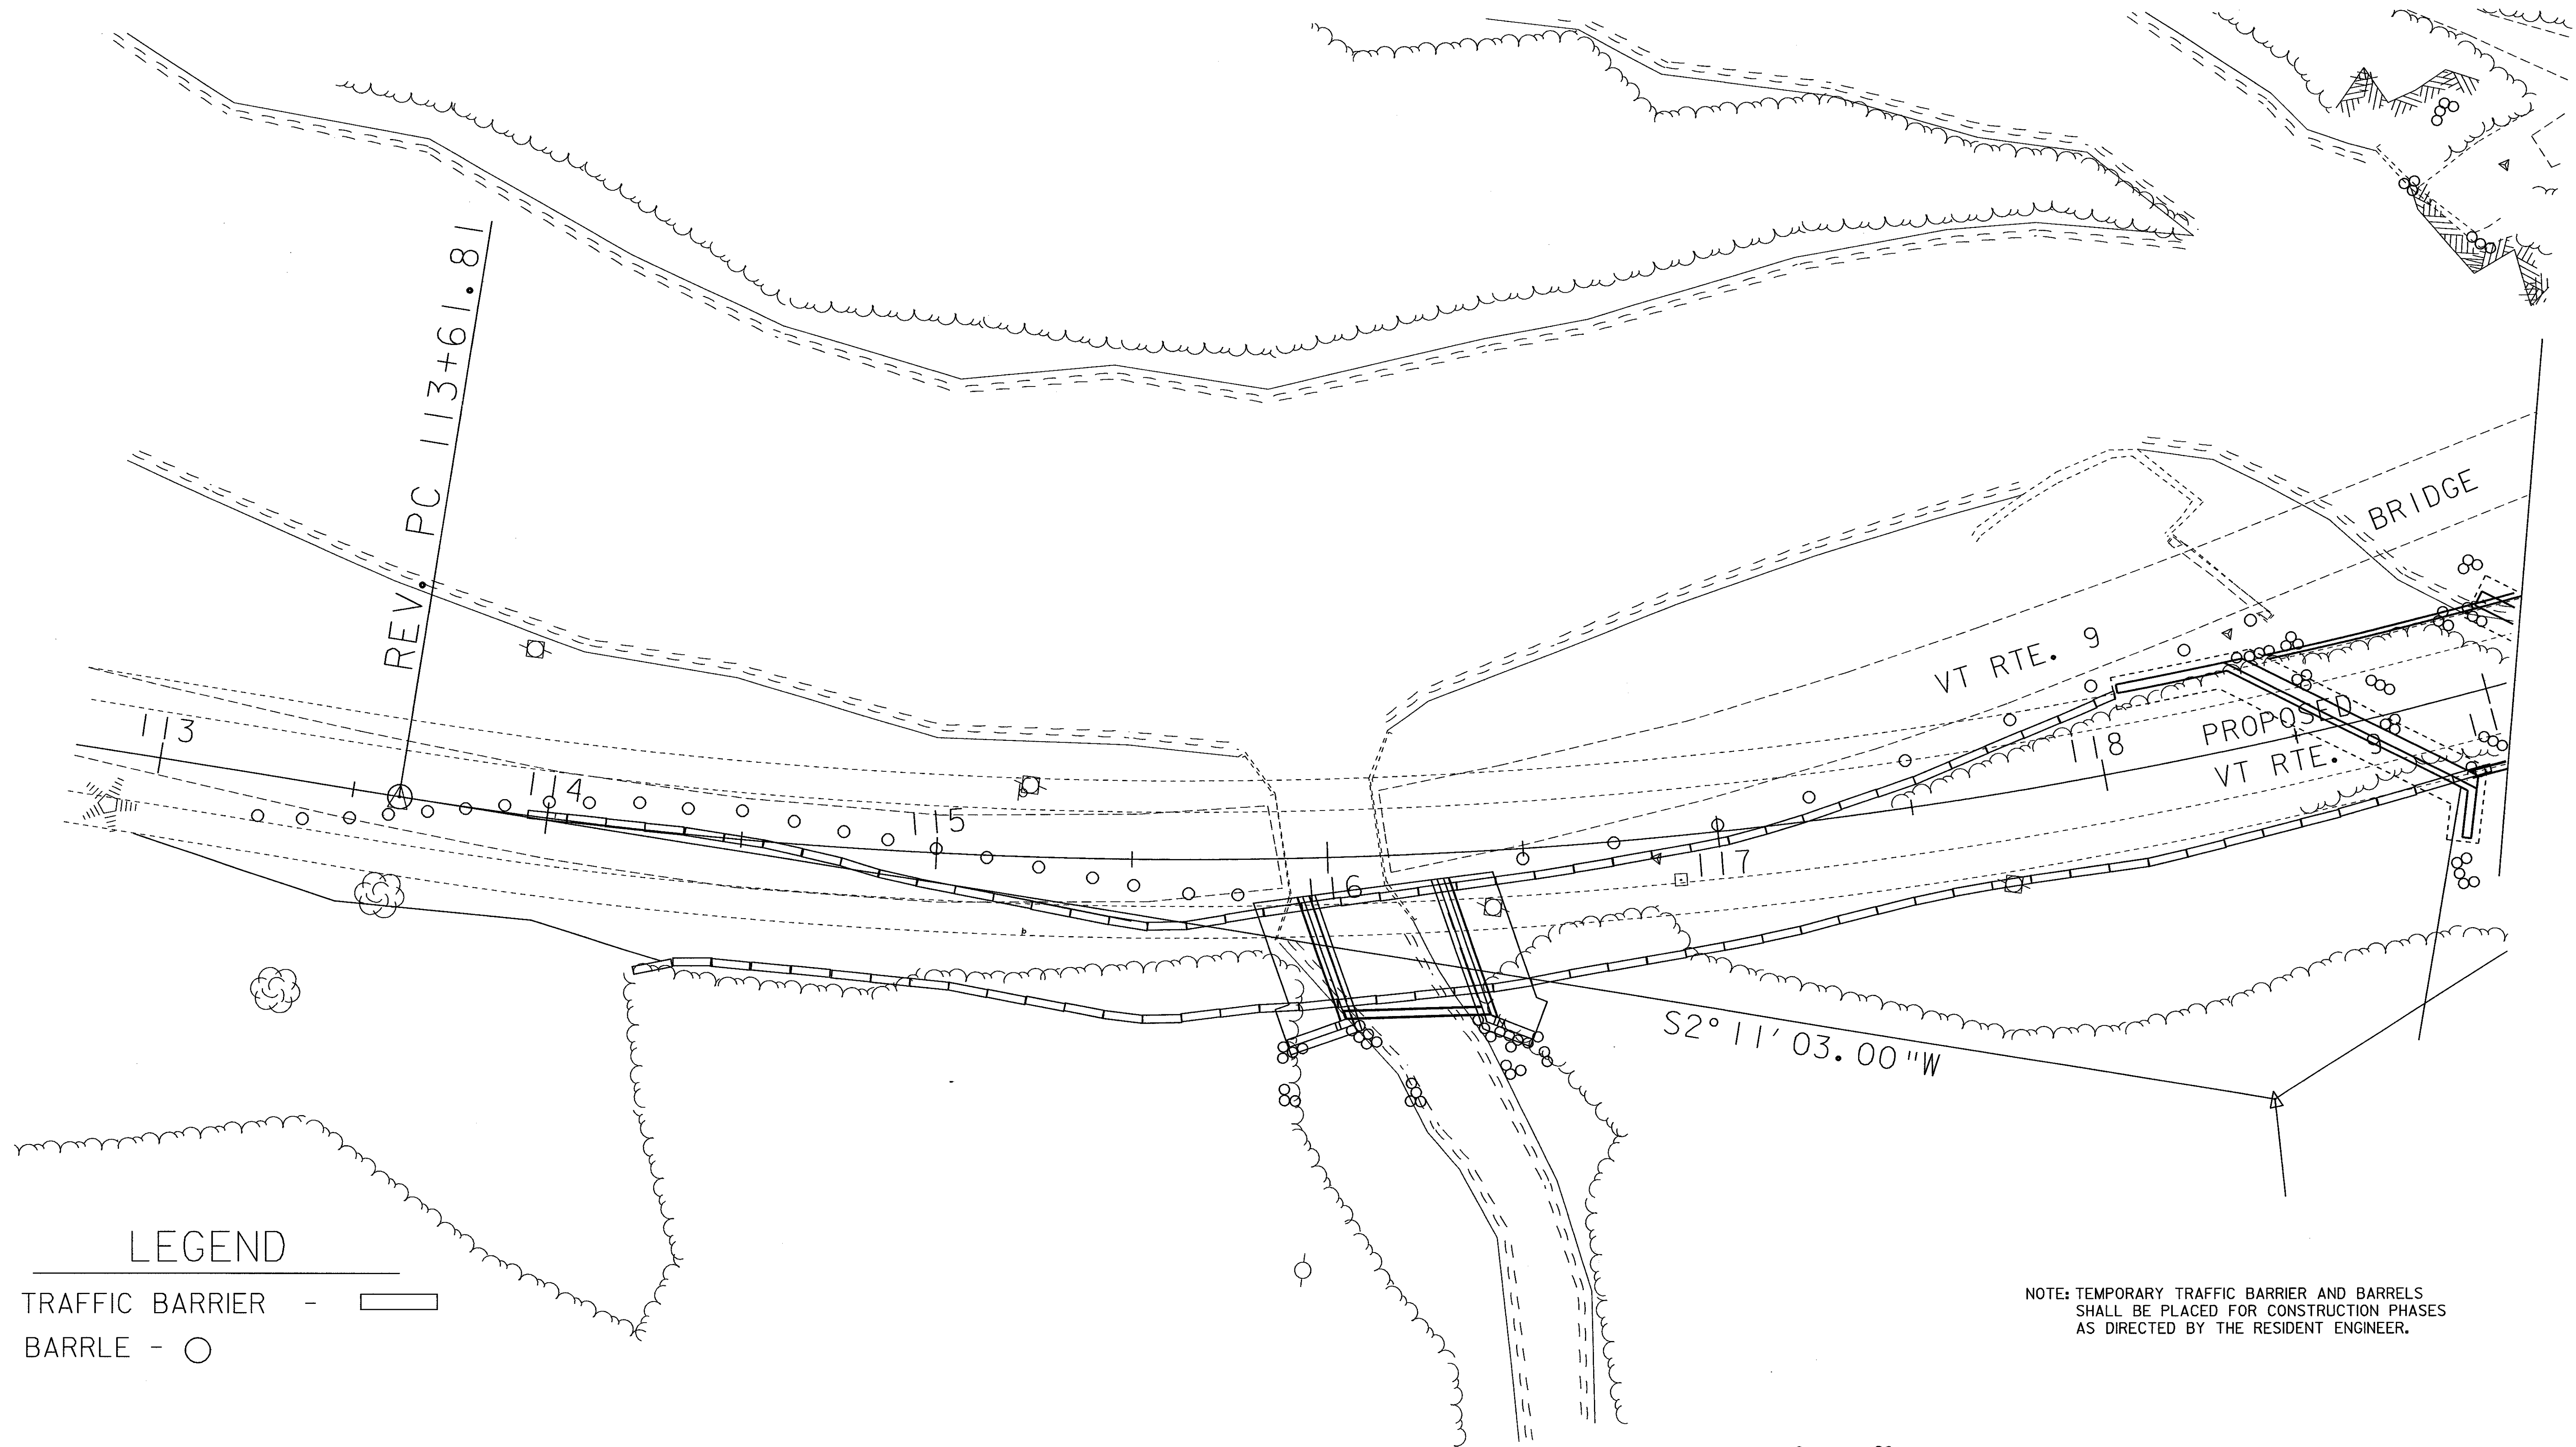 REV. PC 113+61.81
BRIDGE
VT RTE. 9
113
114
115
116
117
118
11
PROPOSED
VT RTE. 9
S2°11'03.00"W
LEGEND
TRAFFIC BARRIER -
BARRLE -
NOTE: TEMPORARY TRAFFIC BARRIER AND BARRELS
SHALL BE PLACED FOR CONSTRUCTION PHASES
AS DIRECTED BY THE RESIDENT ENGINEER.